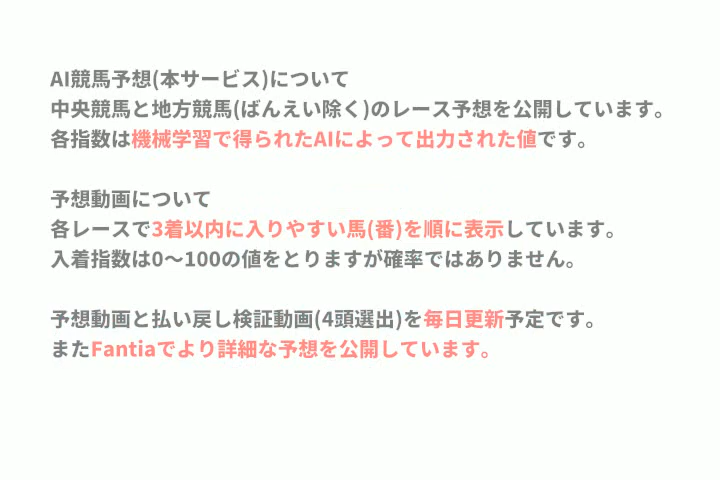 AI競馬予想(本サービス)について
中央競馬と地方競馬(ばんえい除く)のレース予想を公開しています。
各指数は機械学習で得られたAIによって出力された値です。
予想動画について
各レースで3着以内に入りやすい馬(番)を順に表示しています。
入着指数は0〜100の値をとりますが確率ではありません。
予想動画と払い戻し検証動画(4頭選出)を毎日更新予定です。
またFantiaでより詳細な予想を公開しています。